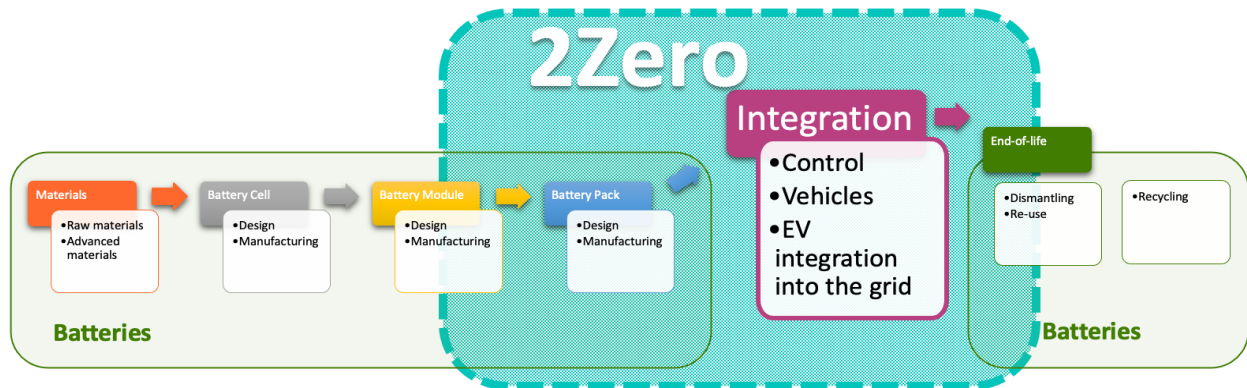 2Zero
Integration
•Control
•Vehicles
•EV
integration
into the grid
Materials
•Raw materials
•Advanced
materials
Battery Cell
•Design
•Manufacturing
Battery Module
•Design
•Manufacturing
Battery Pack
•Design
•Manufacturing
End-of-life
•Dismantling
•Re-use
•Recycling
Batteries
Batteries